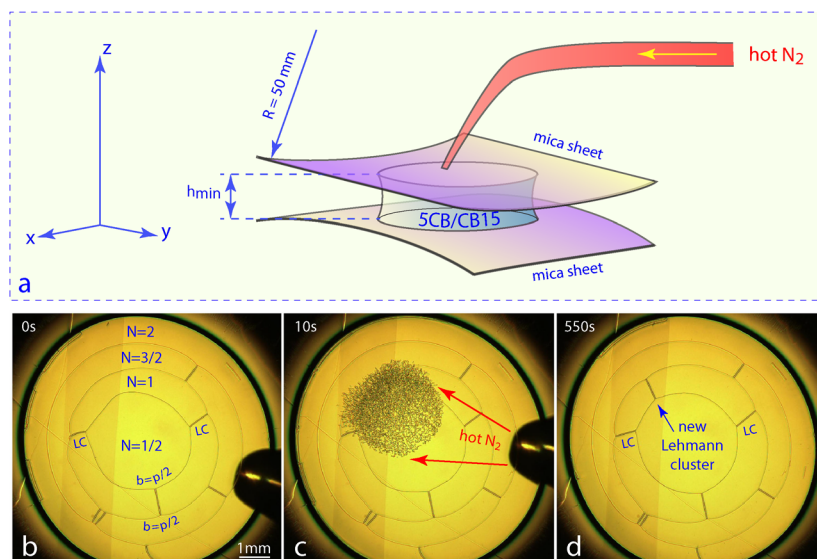 z
x
y
R = 50 mm
hmin
hot N2
mica sheet
5CB/CB15
mica sheet
a
0s
N=2
N=3/2
N=1
LC
LC
N=1/2
b=p/2
b=p/2
b
1mm
10s
hot N2
c
550s
LC
LC
new
Lehmann
cluster
d